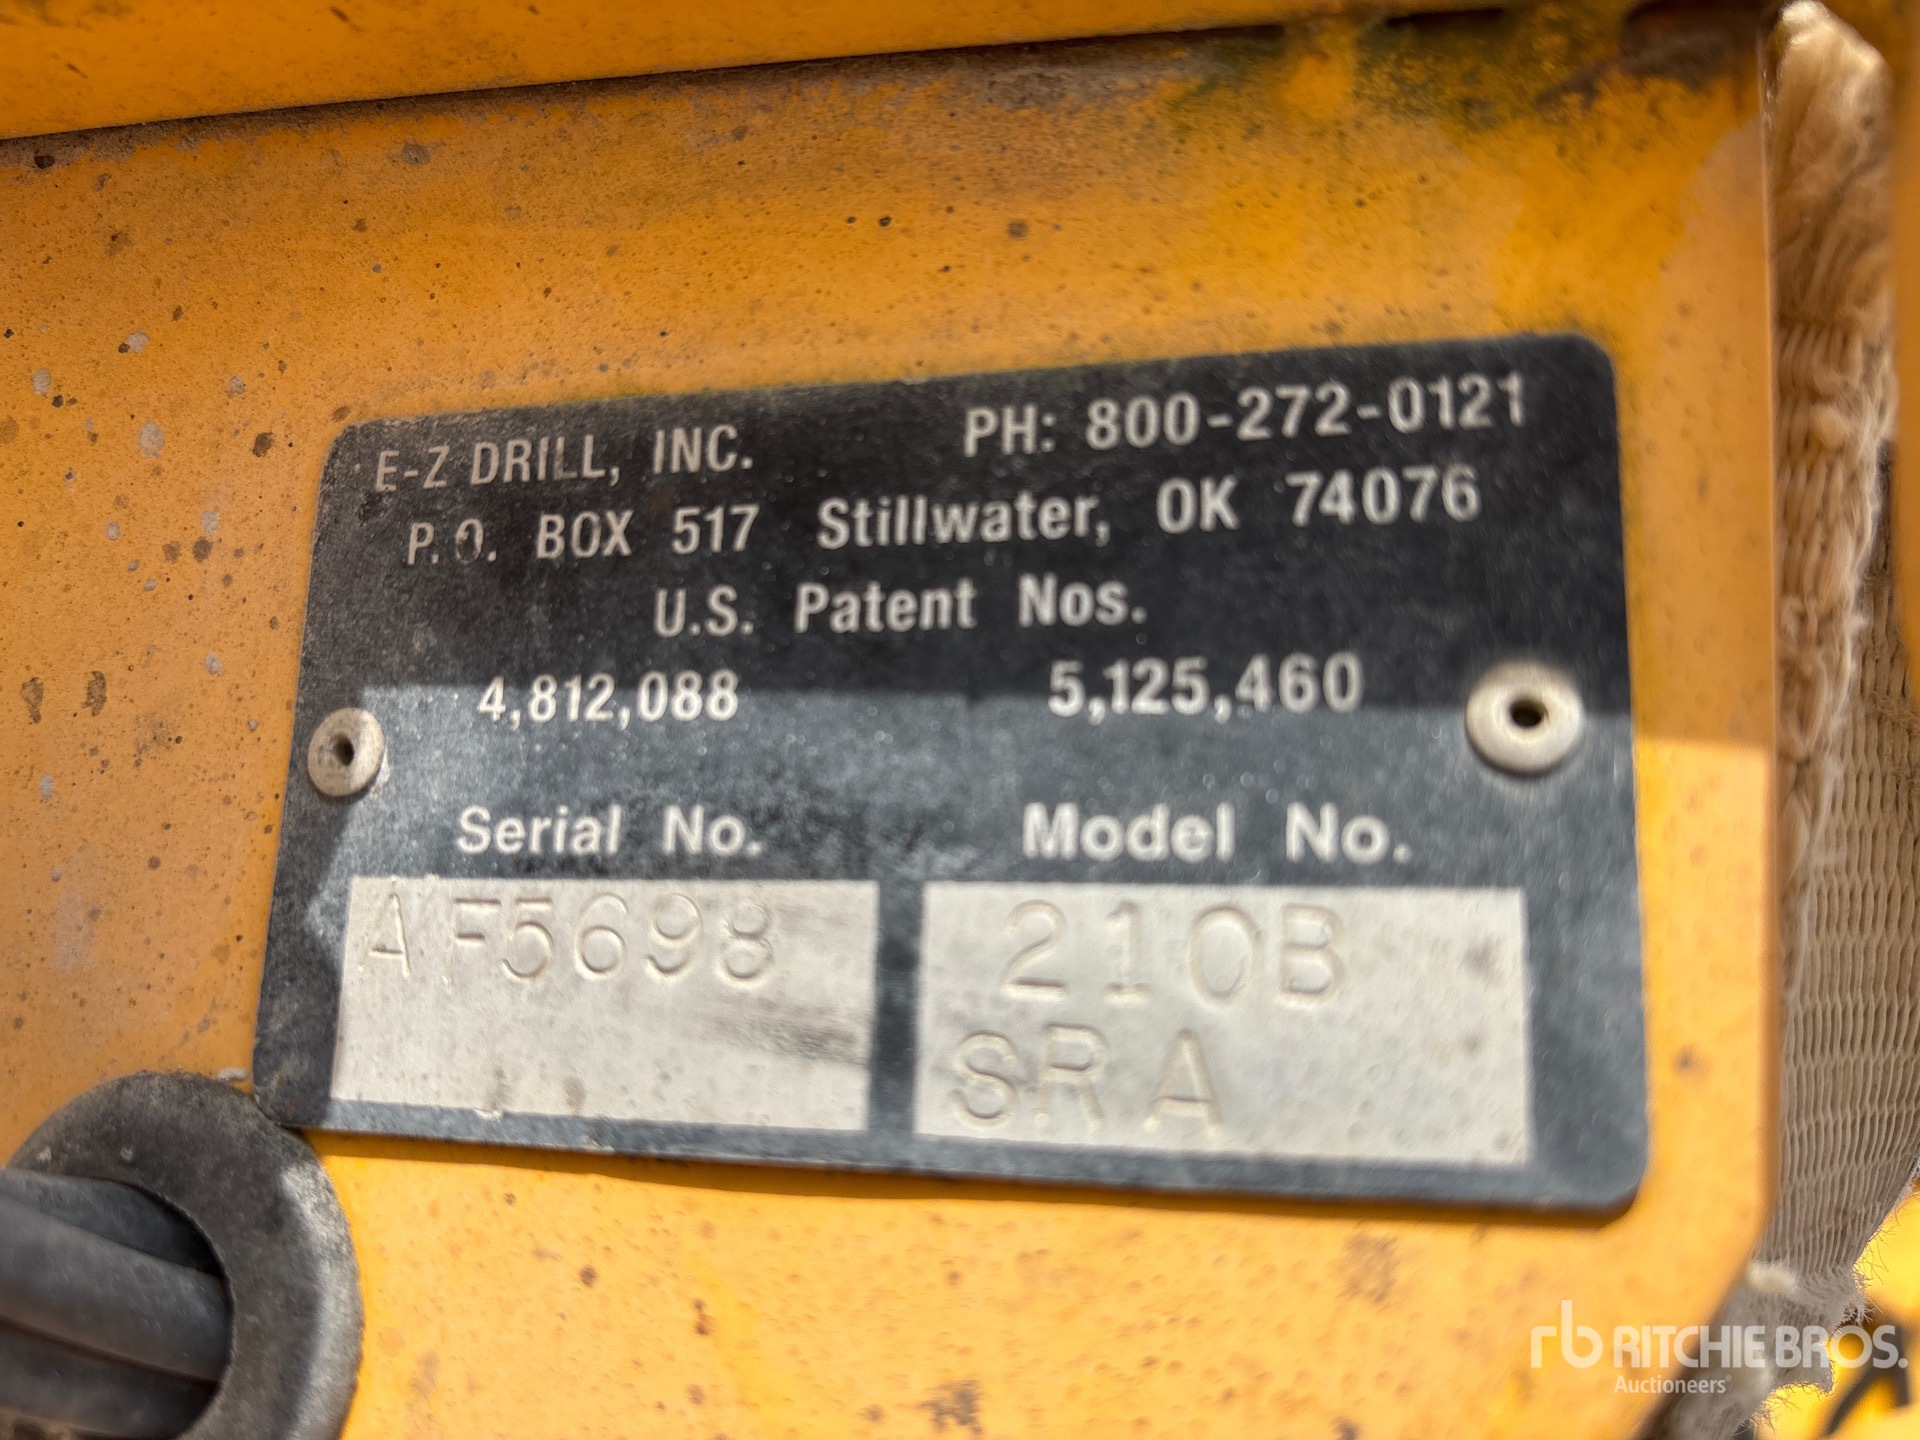 E-Z DRILL, INC. PH: 800-272-0121
P.O. BOX 517 Stillwater, OK 74076
U.S. Patent Nos.
4,812,088 5,125,460
Serial No. Model No.
AF5698 210B
SRA
rb RITCHIE BROS.
Auctioneers